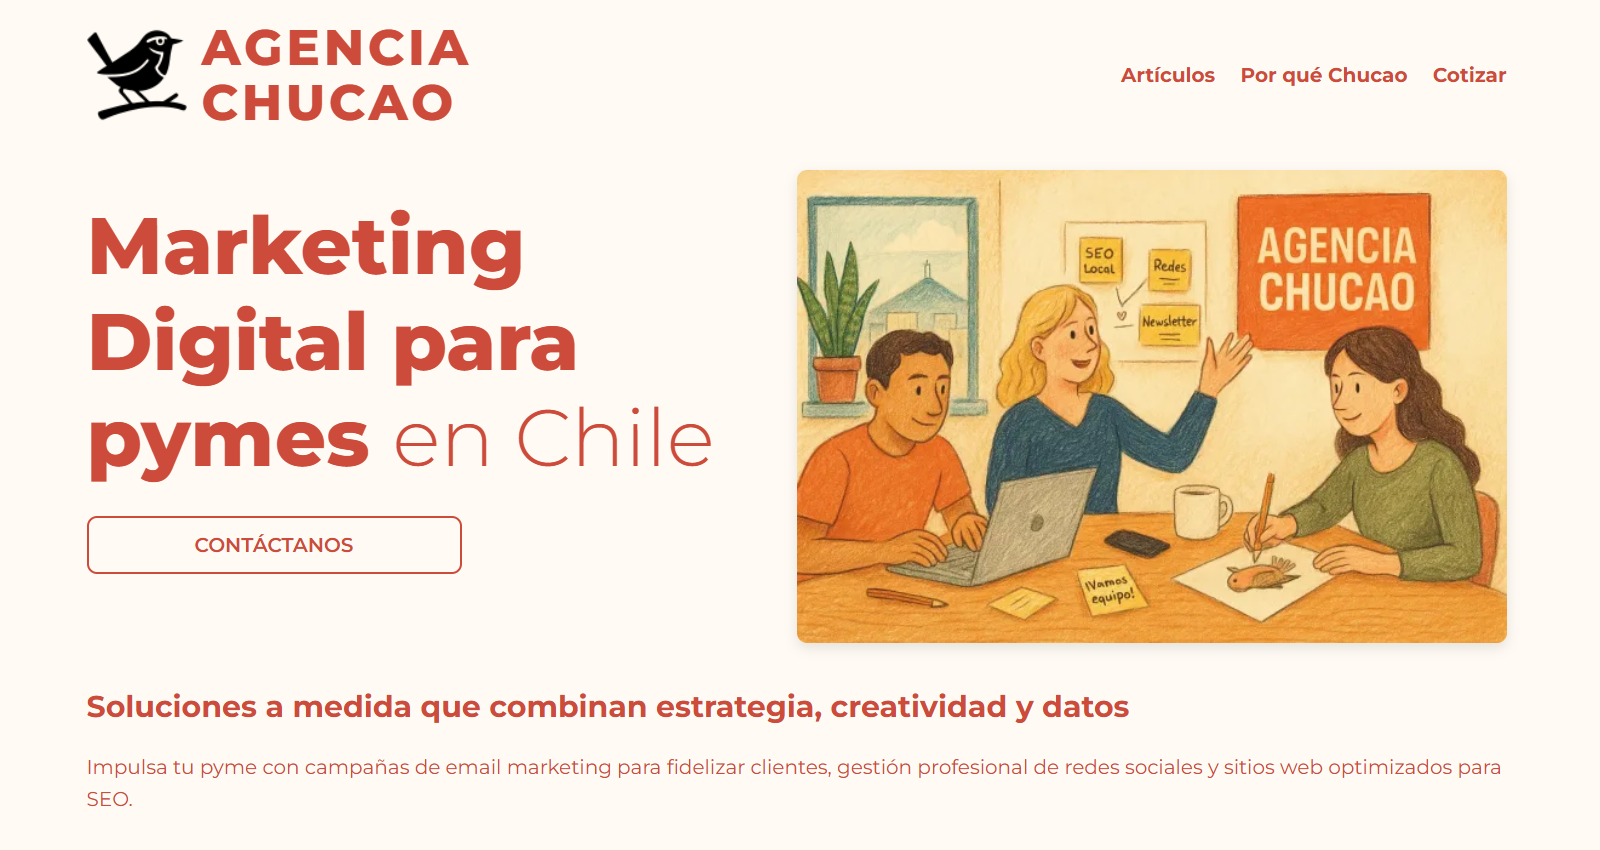 AGENCIA
CHUCAO
Artículos
Por qué Chucao
Cotizar
Marketing
Digital para
pymes en Chile
CONTÁCTANOS
SEO
Local
Redes
Newsletter
AGENCIA
CHUCAO
¡Vamos
equipo!
Soluciones a medida que combinan estrategia, creatividad y datos
Impulsa tu pyme con campañas de email marketing para fidelizar clientes, gestión profesional de redes sociales y sitios web optimizados para
SEO.